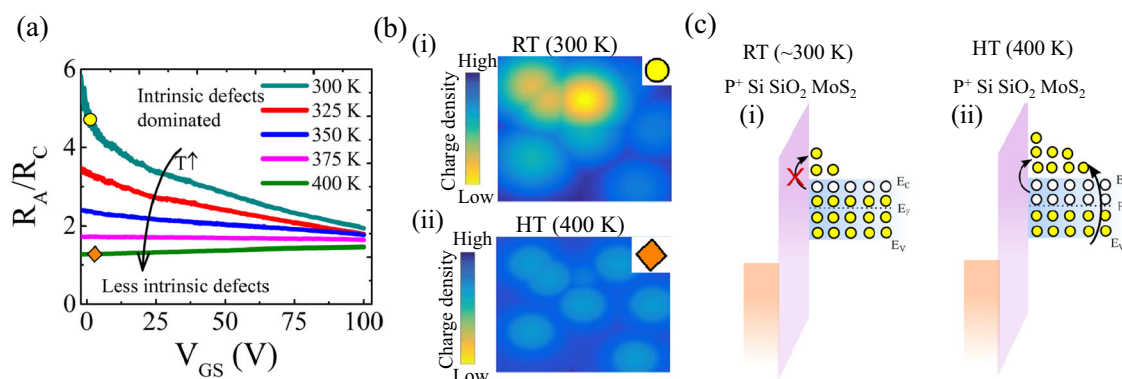 (a)
6
4
2
0
R_A/R_C
Intrinsic defects
dominated
300 K
325 K
350 K
375 K
400 K
T↑
Less intrinsic defects
0
25
50
75
100
V_GS (V)
(b)
(i)
RT (300 K)
High
Charge density
Low
(ii)
HT (400 K)
High
Charge density
Low
(c)
RT (~300 K)
P⁺ Si SiO₂ MoS₂
(i)
X
E_C
E_F
E_V
HT (400 K)
P⁺ Si SiO₂ MoS₂
(ii)
E
E_V